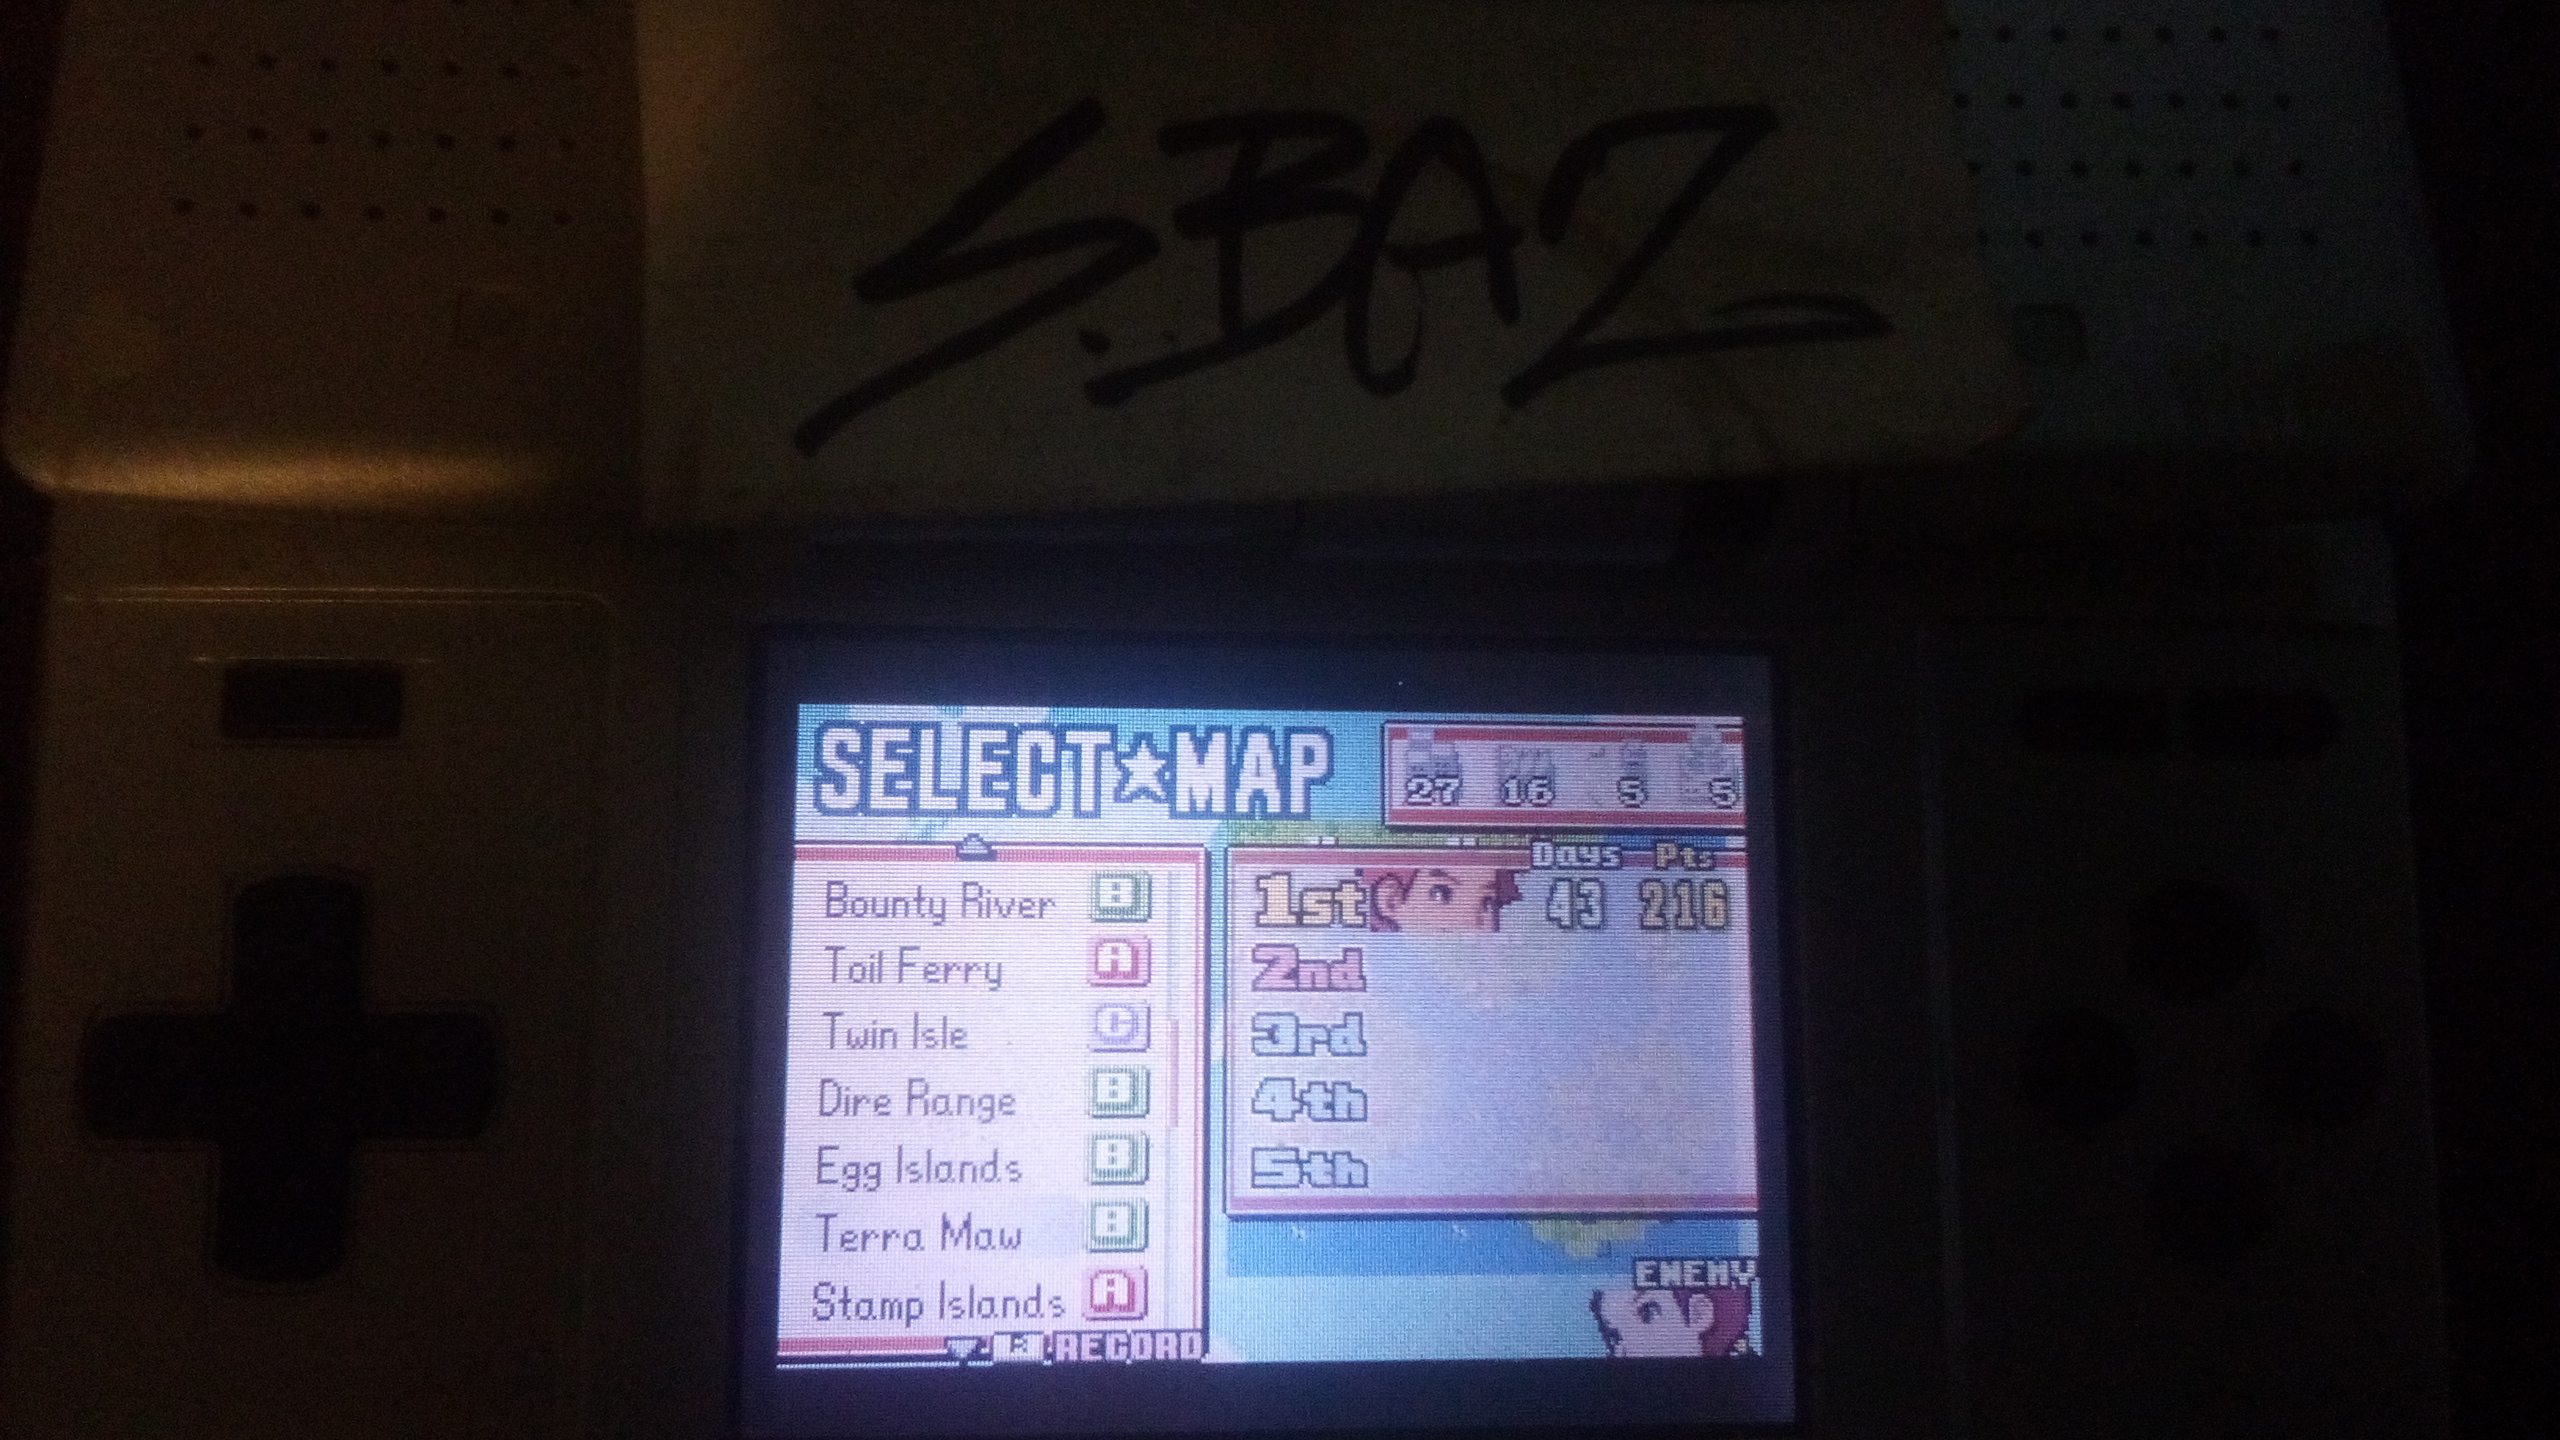 S.BAZ
SELECT★MAP
27 16 5 5
Days Pts
Bounty River B
1st 43 216
Toil Ferry A
2nd
Twin Isle C
3rd
Dire Range B
4th
Egg Islands B
5th
Terra Maw B
Stamp Islands A
ENEMY
R:RECORD